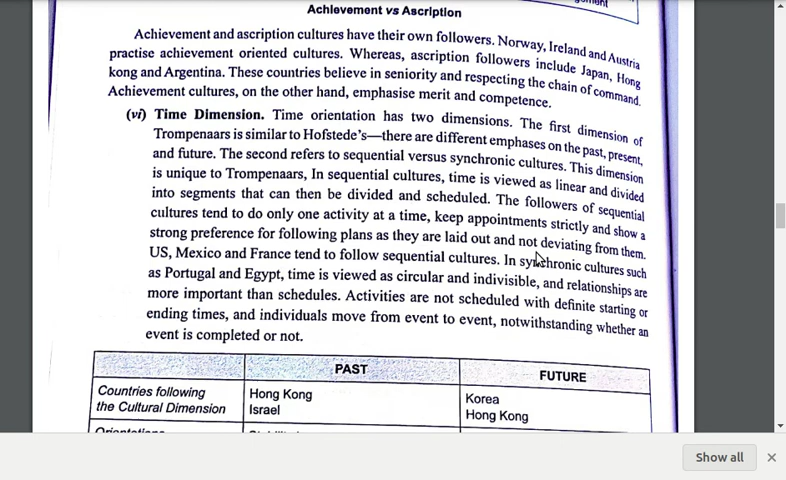 Achievement vs Ascription
Achievement and ascription cultures have their own followers. Norway, Ireland and Austria
practise achievement oriented cultures. Whereas, ascription followers include Japan, Hong
kong and Argentina. These countries believe in seniority and respecting the chain of command.
Achievement cultures, on the other hand, emphasise merit and competence.
(vi) Time Dimension. Time orientation has two dimensions. The first dimension of
Trompenaars is similar to Hofstede's—there are different emphases on the past, present,
and future. The second refers to sequential versus synchronic cultures. This dimension
is unique to Trompenaars, In sequential cultures, time is viewed as linear and divided
into segments that can then be divided and scheduled. The followers of sequential
cultures tend to do only one activity at a time, keep appointments strictly and show a
strong preference for following plans as they are laid out and not deviating from them.
US, Mexico and France tend to follow sequential cultures. In synchronic cultures such
as Portugal and Egypt, time is viewed as circular and indivisible, and relationships are
more important than schedules. Activities are not scheduled with definite starting or
ending times, and individuals move from event to event, notwithstanding whether an
event is completed or not.
PAST FUTURE
Countries following Hong Kong Korea
the Cultural Dimension Israel Hong Kong
Show all